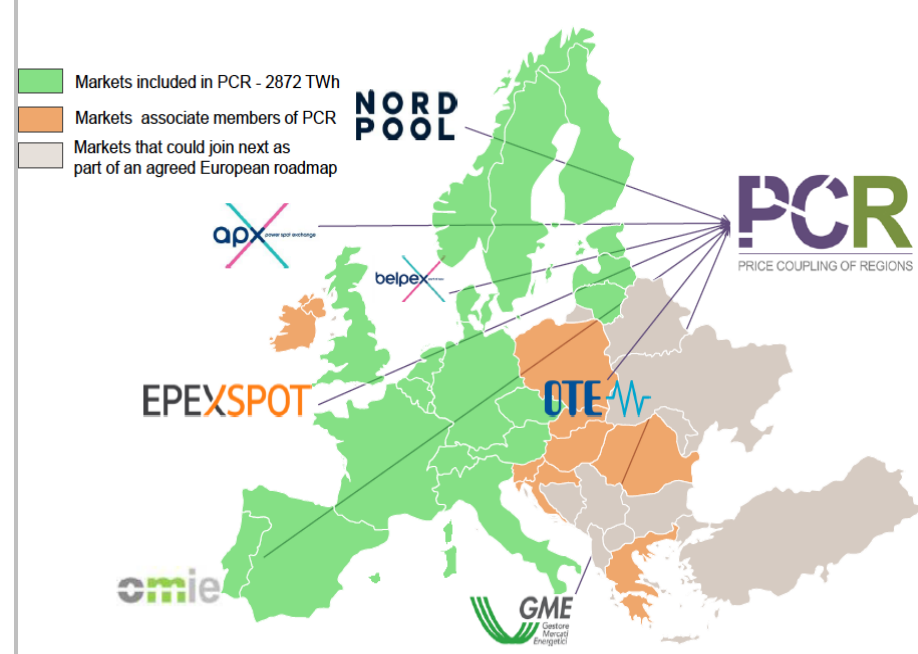 Markets included in PCR - 2872 TWh
Markets associate members of PCR
Markets that could join next as
part of an agreed European roadmap
NORD
POOL
apx power spot exchange
belpex
PCR
PRICE COUPLING OF REGIONS
EPEXSPOT
OTE
omie
GME
Gestore
Mercati
Energetici